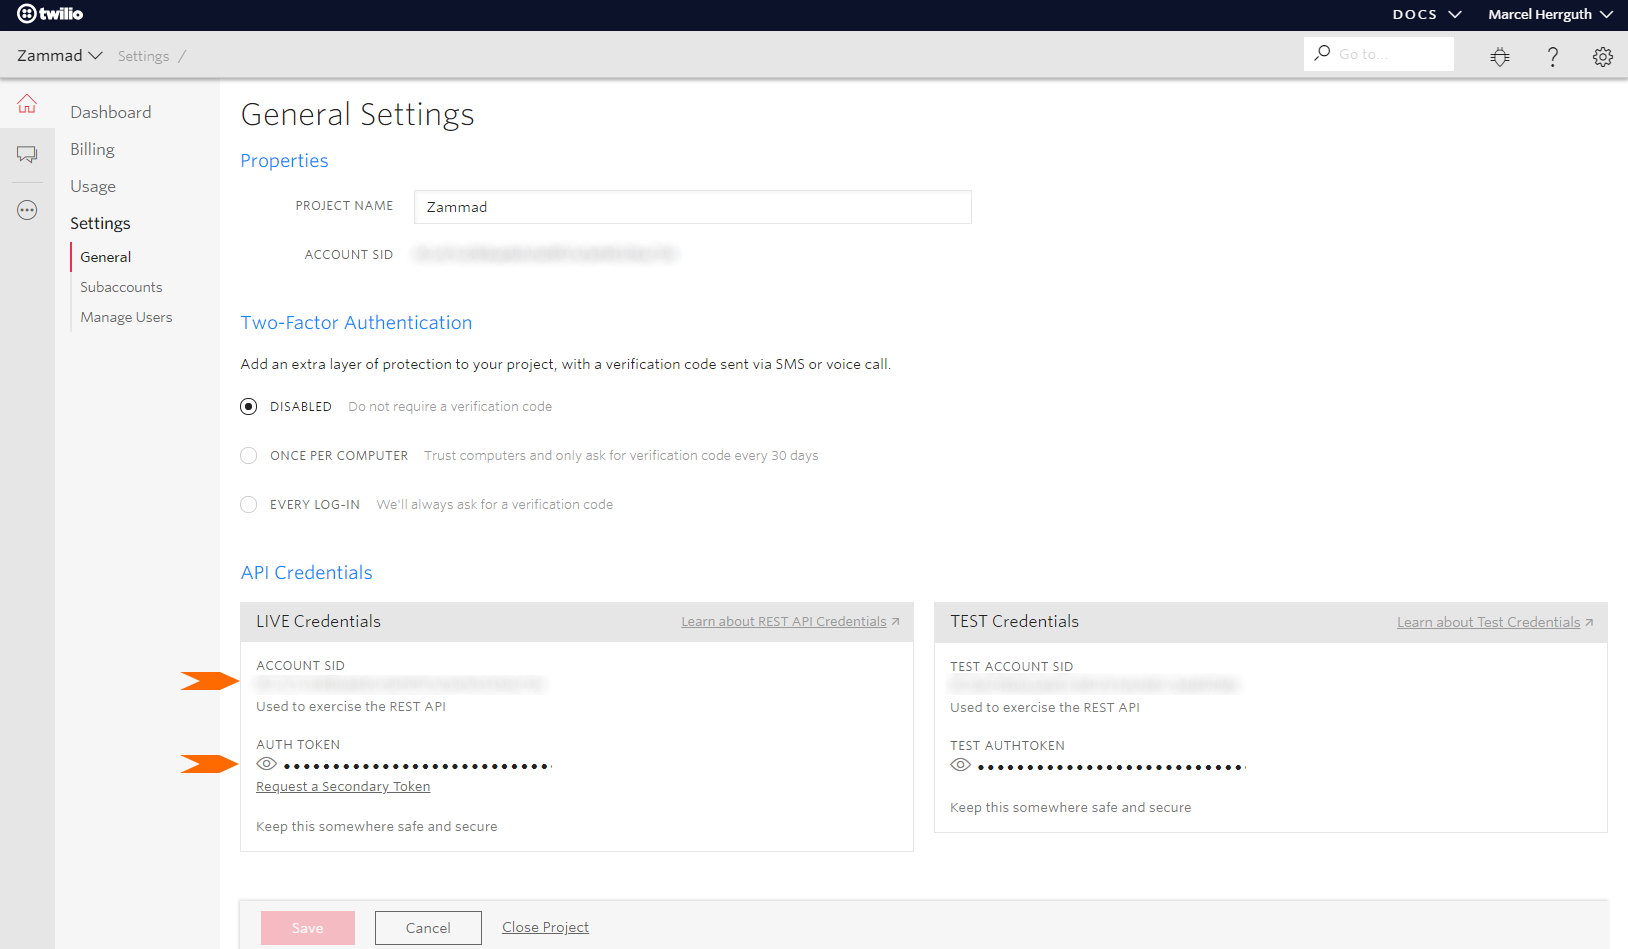 twilio
DOCS
Marcel Herrguth
Zammad
Settings /
Go to...
Dashboard
Billing
Usage
Settings
General
Subaccounts
Manage Users
General Settings
Properties
PROJECT NAME
Zammad
ACCOUNT SID
Two-Factor Authentication
Add an extra layer of protection to your project, with a verification code sent via SMS or voice call.
DISABLED Do not require a verification code
ONCE PER COMPUTER Trust computers and only ask for verification code every 30 days
EVERY LOG-IN We'll always ask for a verification code
API Credentials
LIVE Credentials
Learn about REST API Credentials
ACCOUNT SID
Used to exercise the REST API
AUTH TOKEN
Request a Secondary Token
Keep this somewhere safe and secure
TEST Credentials
Learn about Test Credentials
TEST ACCOUNT SID
Used to exercise the REST API
TEST AUTHTOKEN
Keep this somewhere safe and secure
Save
Cancel
Close Project